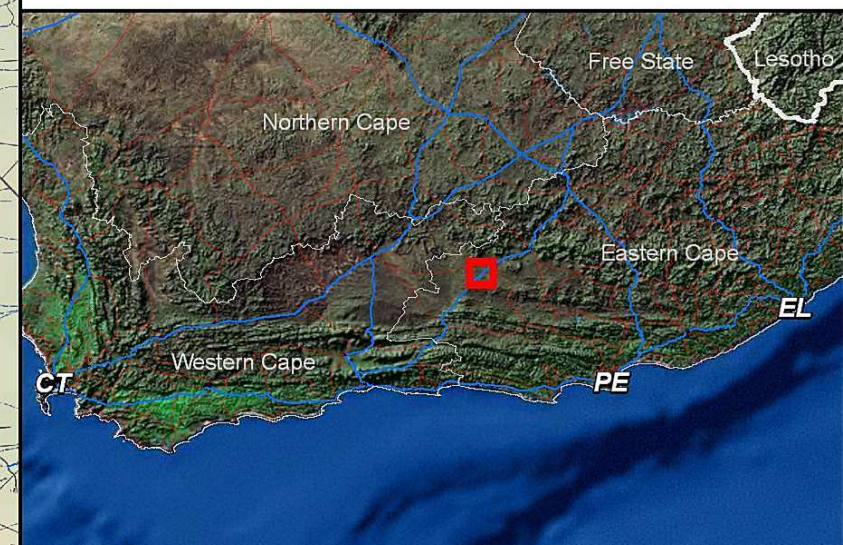 Free State
Lesotho
Northern Cape
Eastern Cape
EL
Western Cape
CT
PE